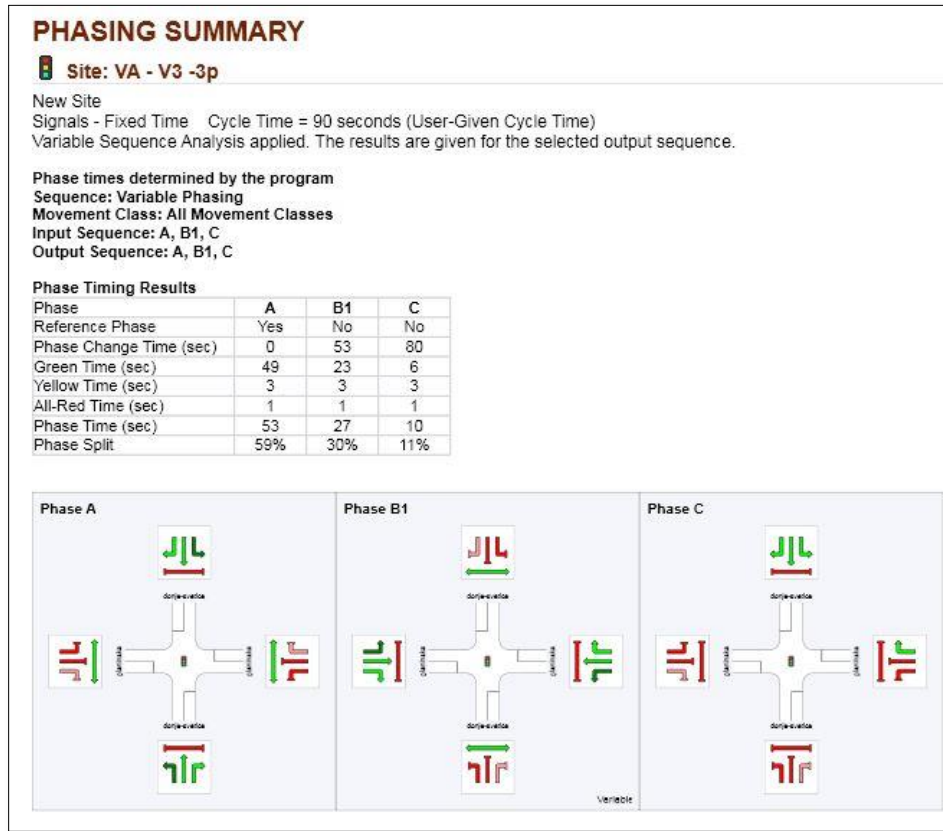 PHASING SUMMARY
Site: VA - V3 -3p
New Site
Signals - Fixed Time Cycle Time = 90 seconds (User-Given Cycle Time)
Variable Sequence Analysis applied. The results are given for the selected output sequence.
Phase times determined by the program
Sequence: Variable Phasing
Movement Class: All Movement Classes
Input Sequence: A, B1, C
Output Sequence: A, B1, C
Phase Timing Results
Phase A B1 C
Reference Phase Yes No No
Phase Change Time (sec) 0 53 80
Green Time (sec) 49 23 6
Yellow Time (sec) 3 3 3
All-Red Time (sec) 1 1 1
Phase Time (sec) 53 27 10
Phase Split 59% 30% 11%
Phase A Phase B1 Phase C
Variable